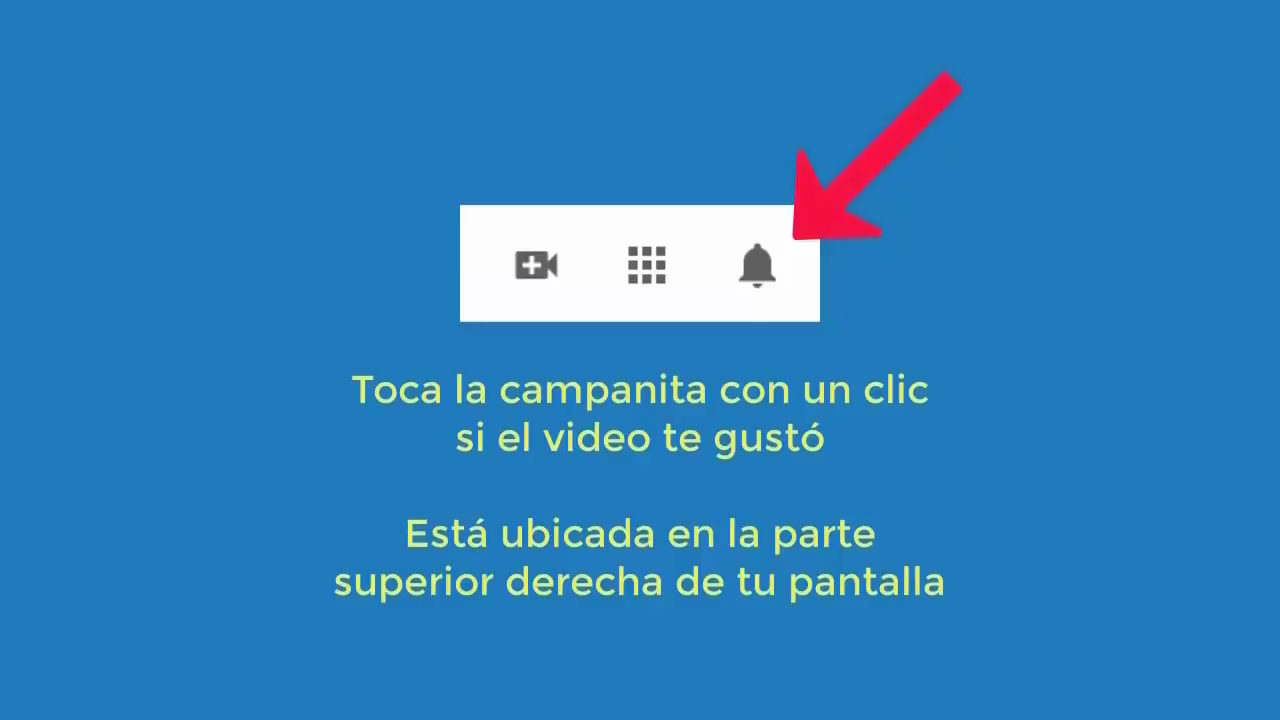 Toca la campanita con un clic
si el video te gustó
Está ubicada en la parte
superior derecha de tu pantalla